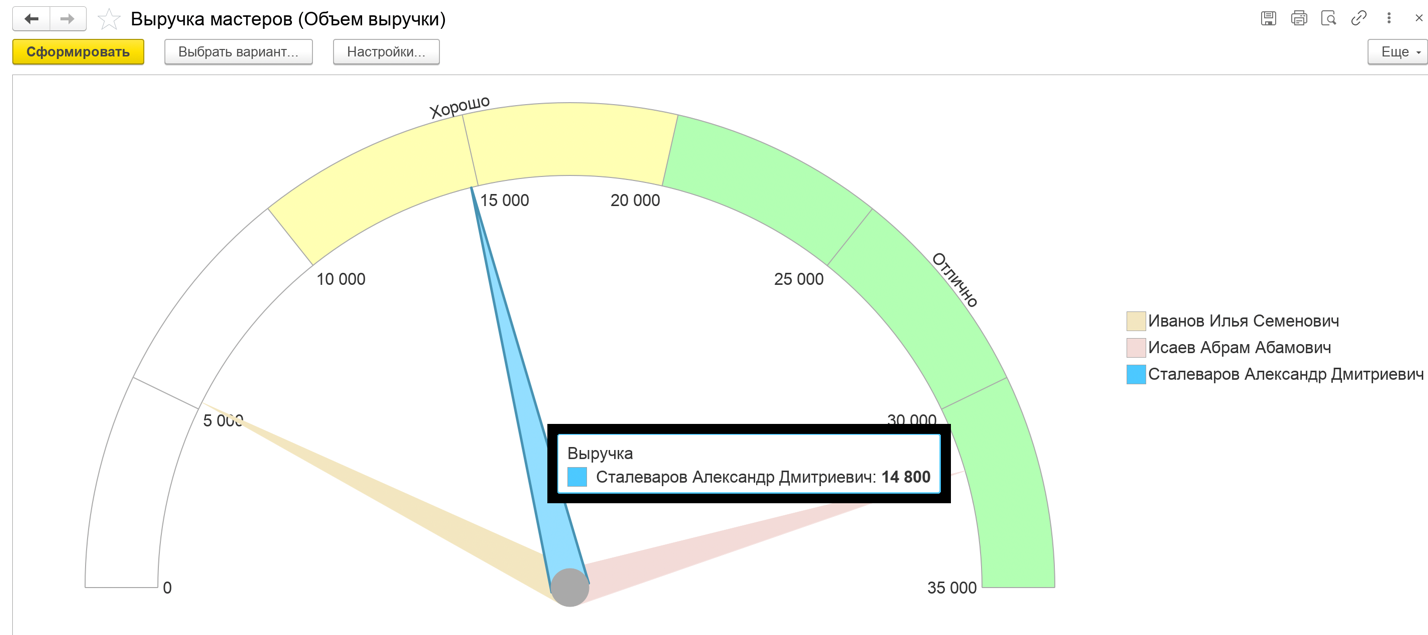 Выручка мастеров (Объем выручки)
Сформировать
Выбрать вариант...
Настройки...
Еще
Хорошо
15 000
20 000
10 000
25 000
Отлично
5 000
30 000
0
35 000
Выручка
Сталеваров Александр Дмитриевич: 14 800
Иванов Илья Семенович
Исаев Абрам Абамович
Сталеваров Александр Дмитриевич